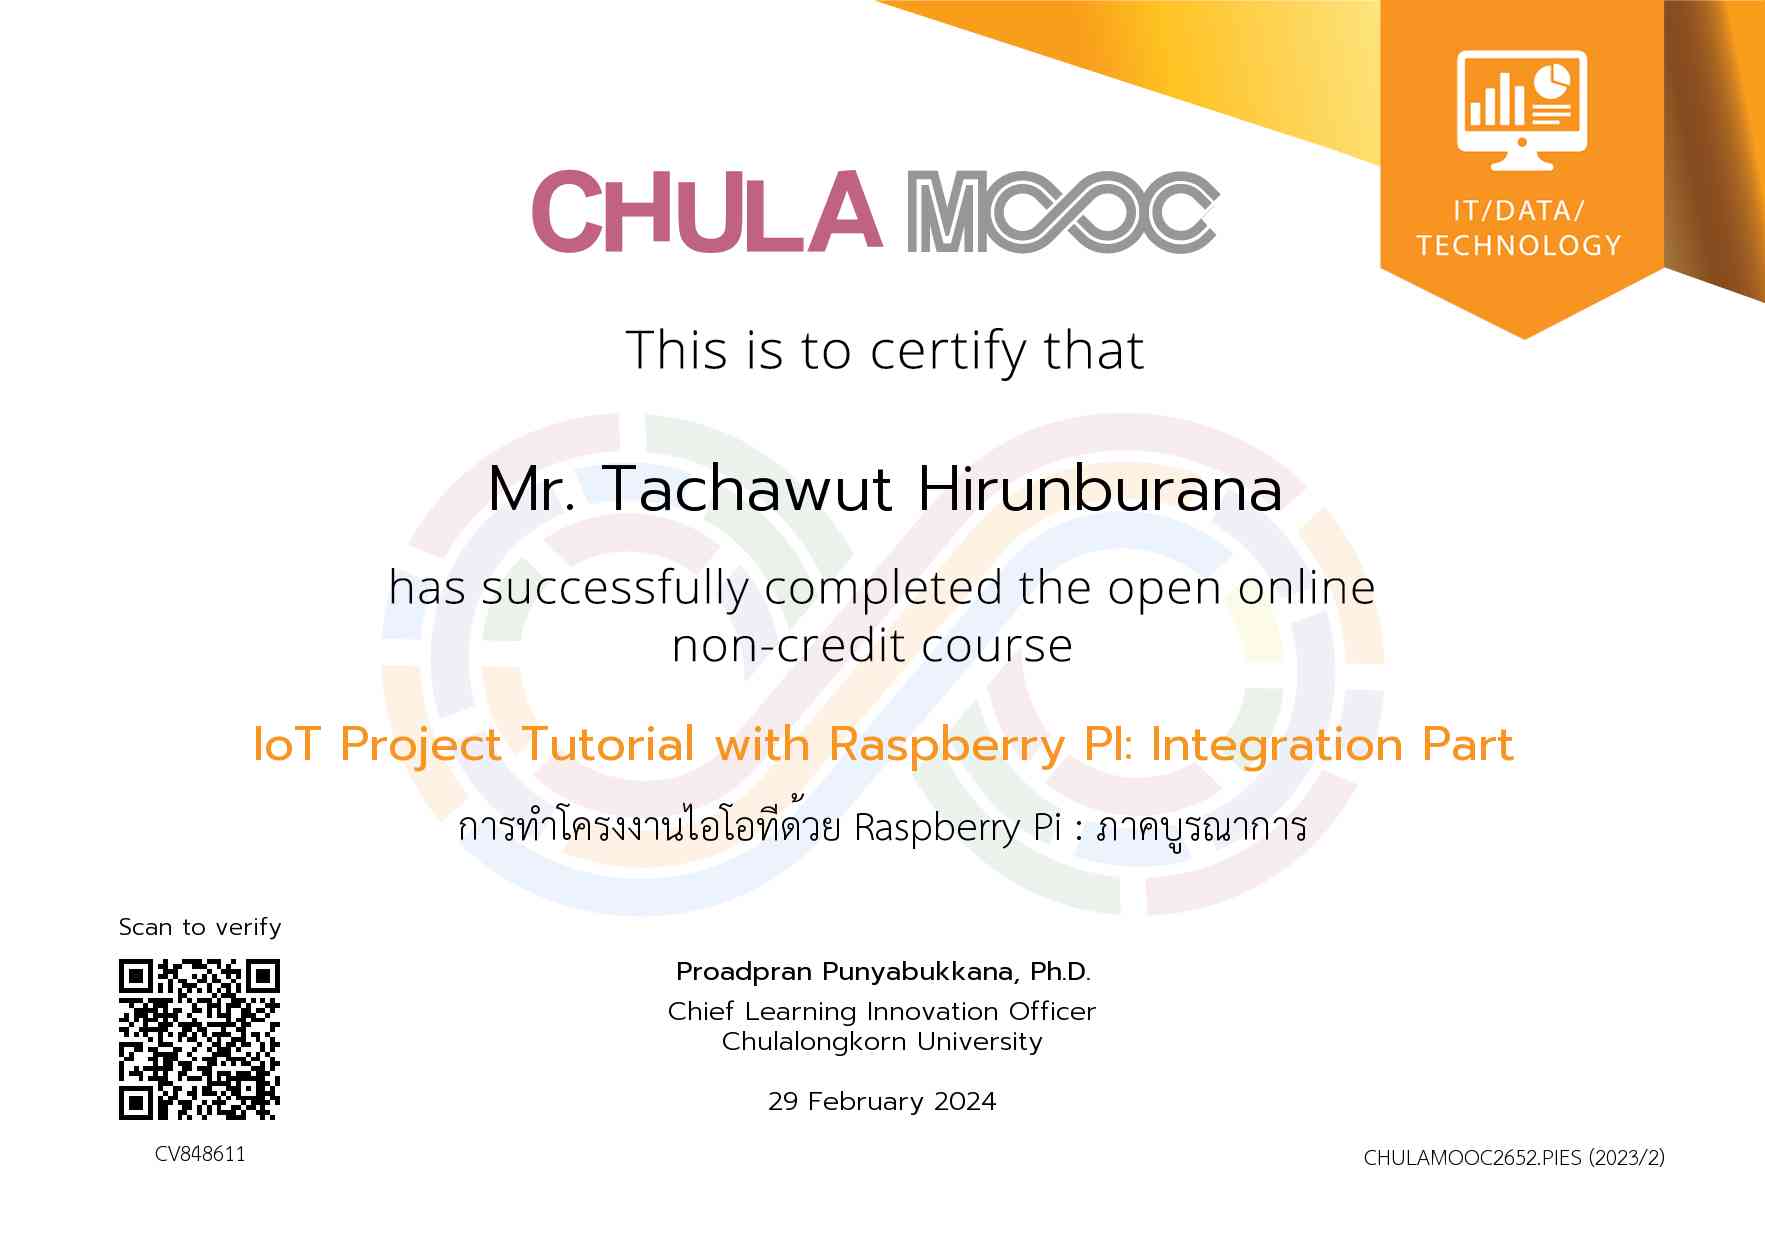 IT/DATA/
TECHNOLOGY
CHULA MOOC
This is to certify that
Mr. Tachawut Hirunburana
has successfully completed the open online
non-credit course
IoT Project Tutorial with Raspberry PI: Integration Part
การทำโครงงานไอโอทีด้วย Raspberry Pi : ภาคบูรณาการ
Scan to verify
Proadpran Punyabukkana, Ph.D.
Chief Learning Innovation Officer
Chulalongkorn University
29 February 2024
CV848611
CHULAMOOC2652.PIES (2023/2)